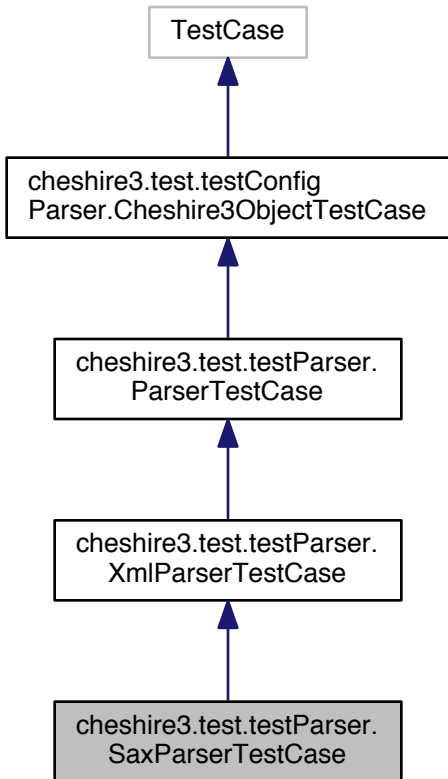 TestCase
cheshire3.test.testConfig
Parser.Cheshire3ObjectTestCase
cheshire3.test.testParser.
ParserTestCase
cheshire3.test.testParser.
XmlParserTestCase
cheshire3.test.testParser.
SaxParserTestCase